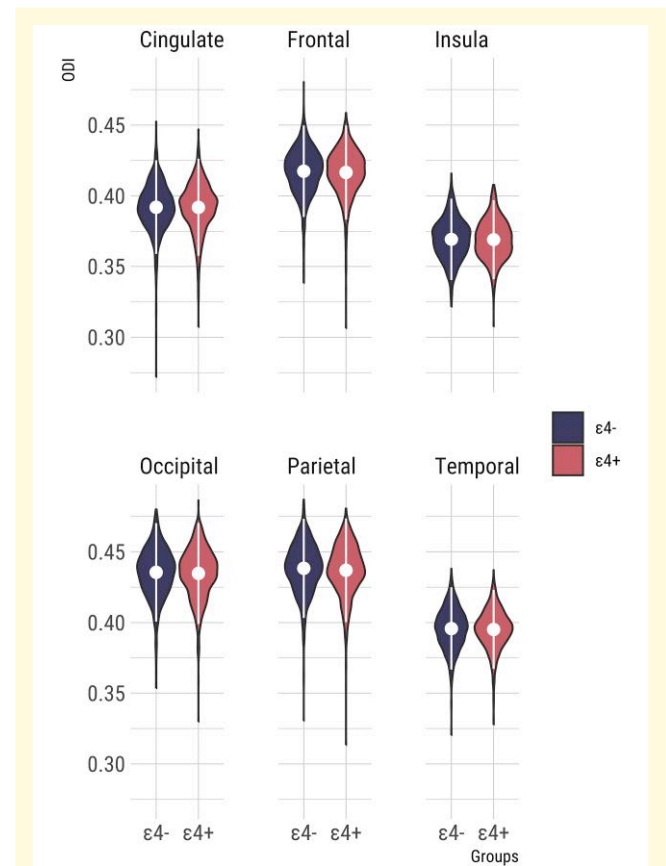 Cingulate Frontal Insula
ODI
0.45
0.40
0.35
0.30
ε4-
ε4+
Occipital Parietal Temporal
0.45
0.40
0.35
0.30
ε4- ε4+ ε4- ε4+ ε4- ε4+
Groups